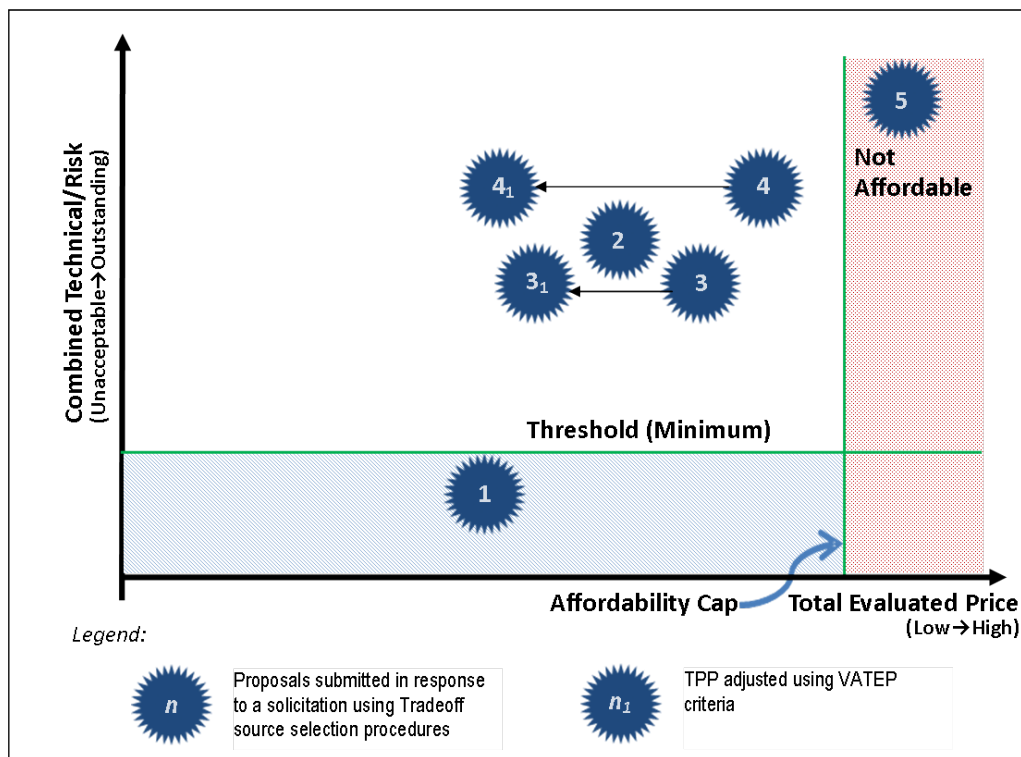 Combined Technical/Risk
(Unacceptable→Outstanding)
5
Not
Affordable
4₁
4
2
3₁
3
Threshold (Minimum)
1
Affordability Cap
Total Evaluated Price
(Low→High)
Legend:
n
Proposals submitted in response
to a solicitation using Tradeoff
source selection procedures
n₁
TPP adjusted using VATEP
criteria